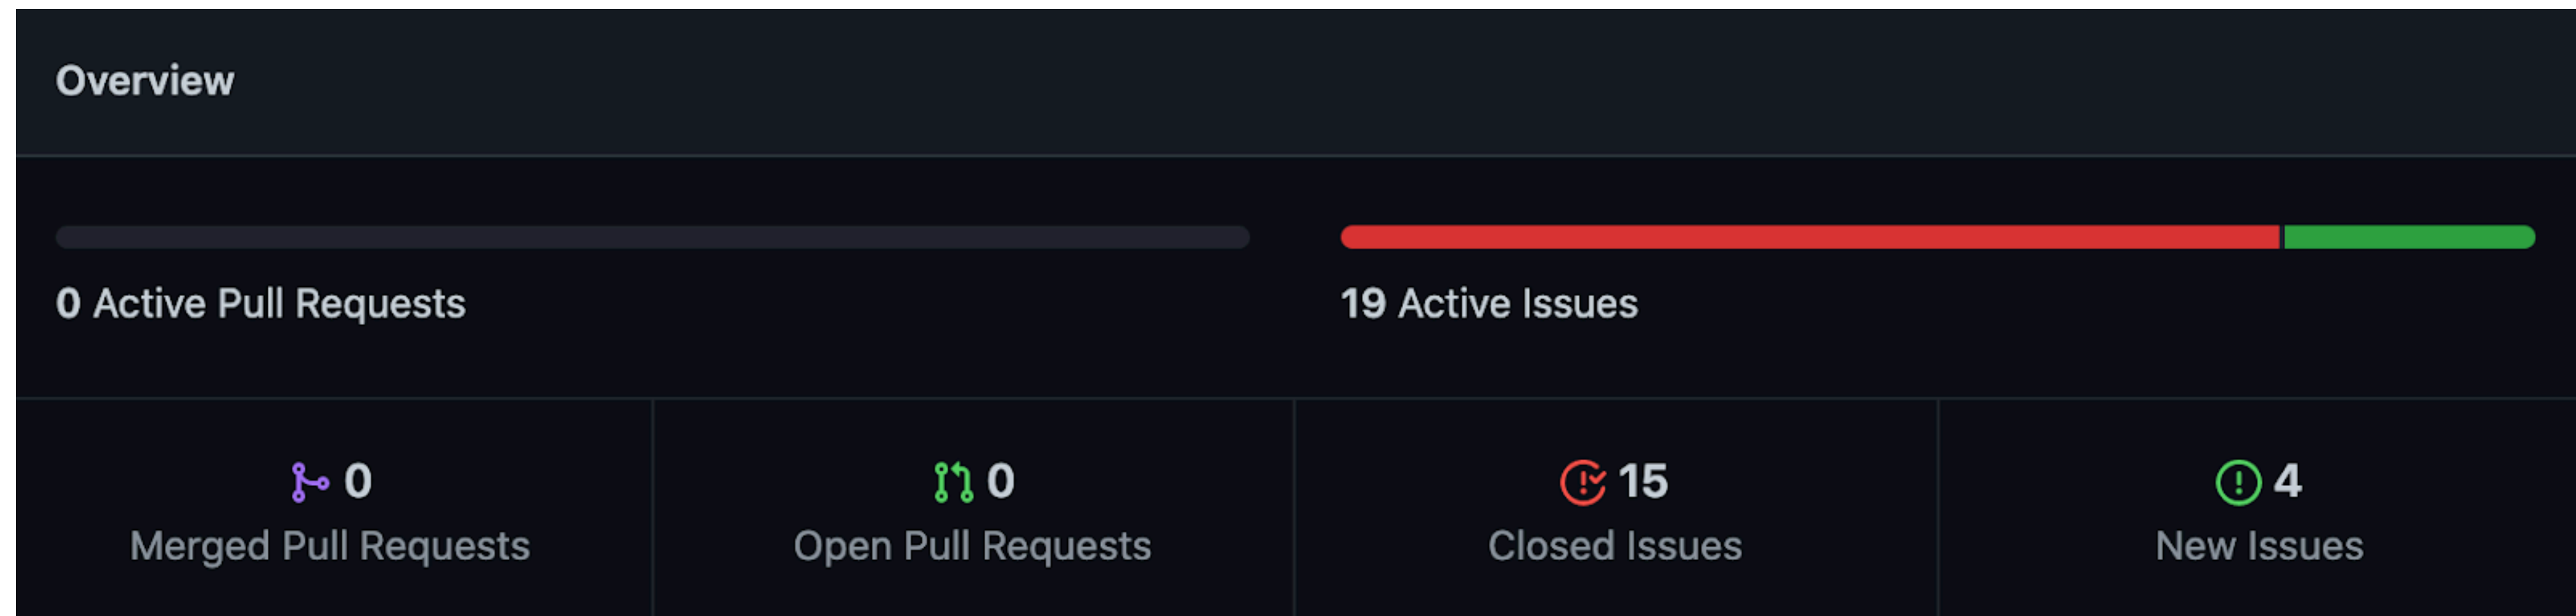 Overview
0 Active Pull Requests
19 Active Issues
0
Merged Pull Requests
0
Open Pull Requests
15
Closed Issues
4
New Issues